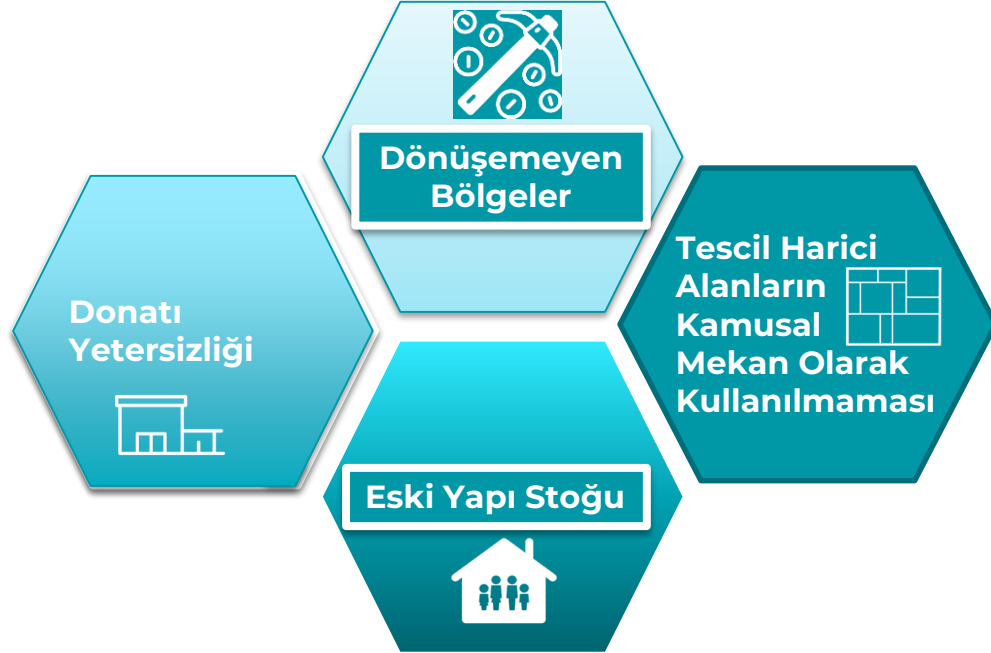 Dönüşemeyen
Bölgeler
Donatı
Yetersizliği
Tescil Harici
Alanların
Kamusal
Mekan Olarak
Kullanılmaması
Eski Yapı Stoğu